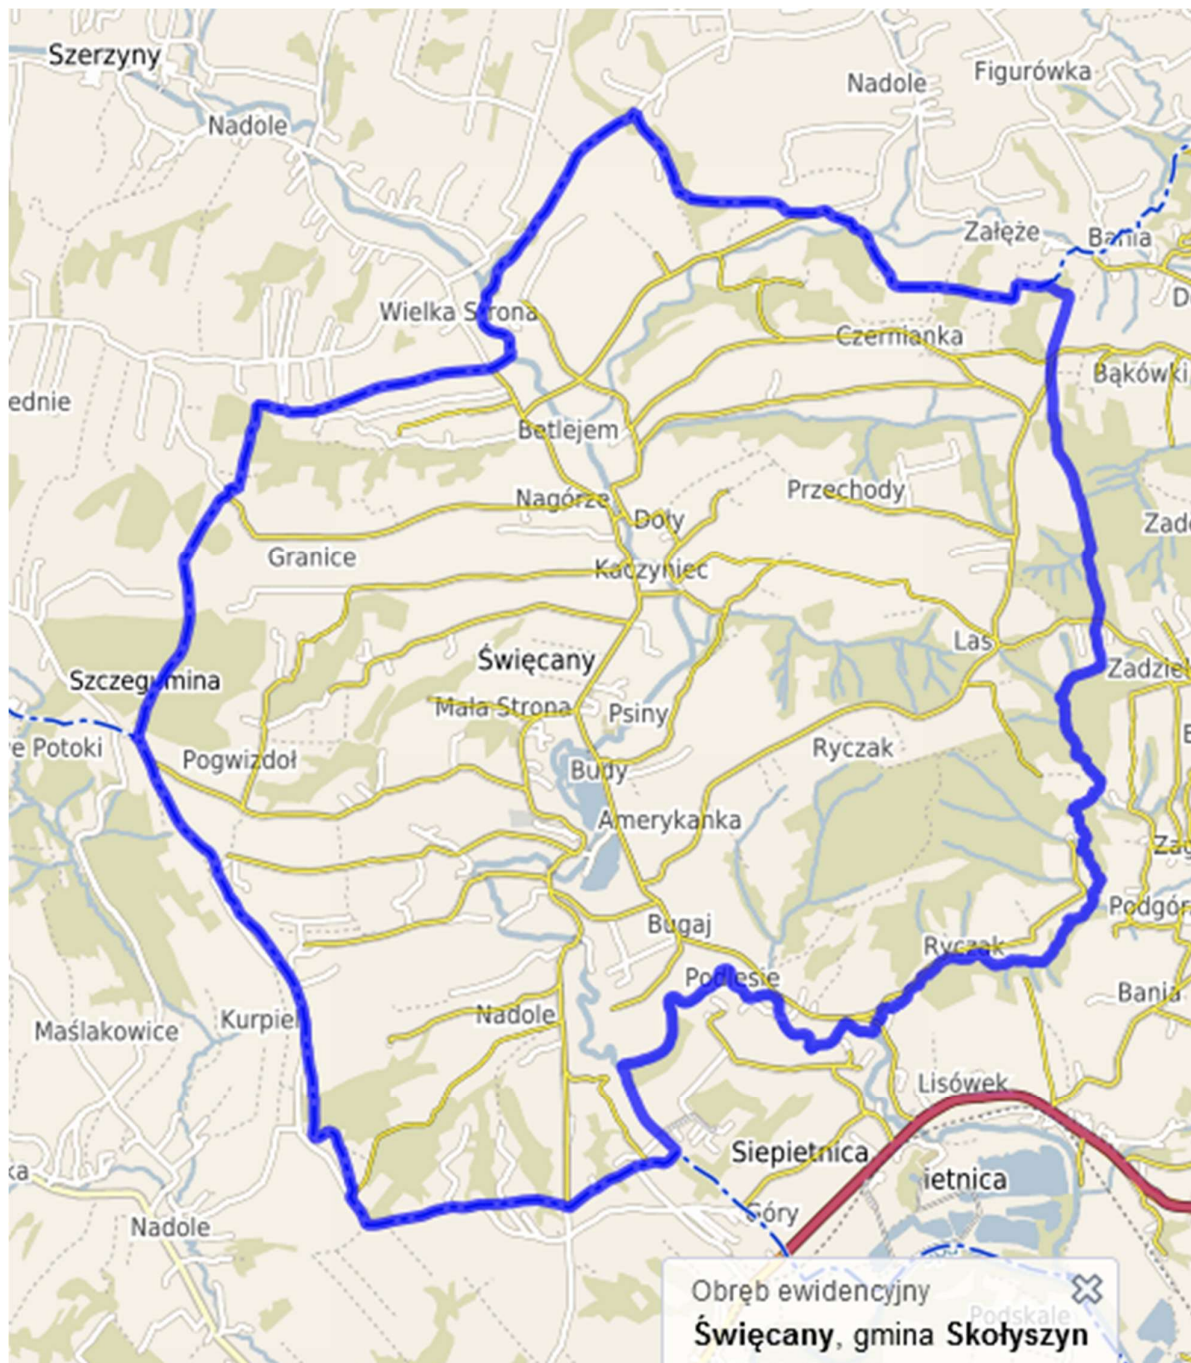 Szerzyny
Nadole
Figurówka
Nadole
Załęże
Bania
Wielka Strona
Czernianka
Bąkówki
ednie
Betlejem
Nagórze
Przechody
Doły
Granice
Kaczyniec
Las
Święcany
Zadziel
Szczegumina
Mała Strona
Psiny
e Potoki
Pogwizdoł
Ryczak
Budy
Amerykanka
Podgór
Bugaj
Ryczak
Podlesie
Bania
Nadole
Kurpiel
Maślakowice
Lisówek
Siepietnica
ietnica
ka
Góry
Nadole
Obręb ewidencyjny
Podskale
Święcany, gmina Skołyszyn